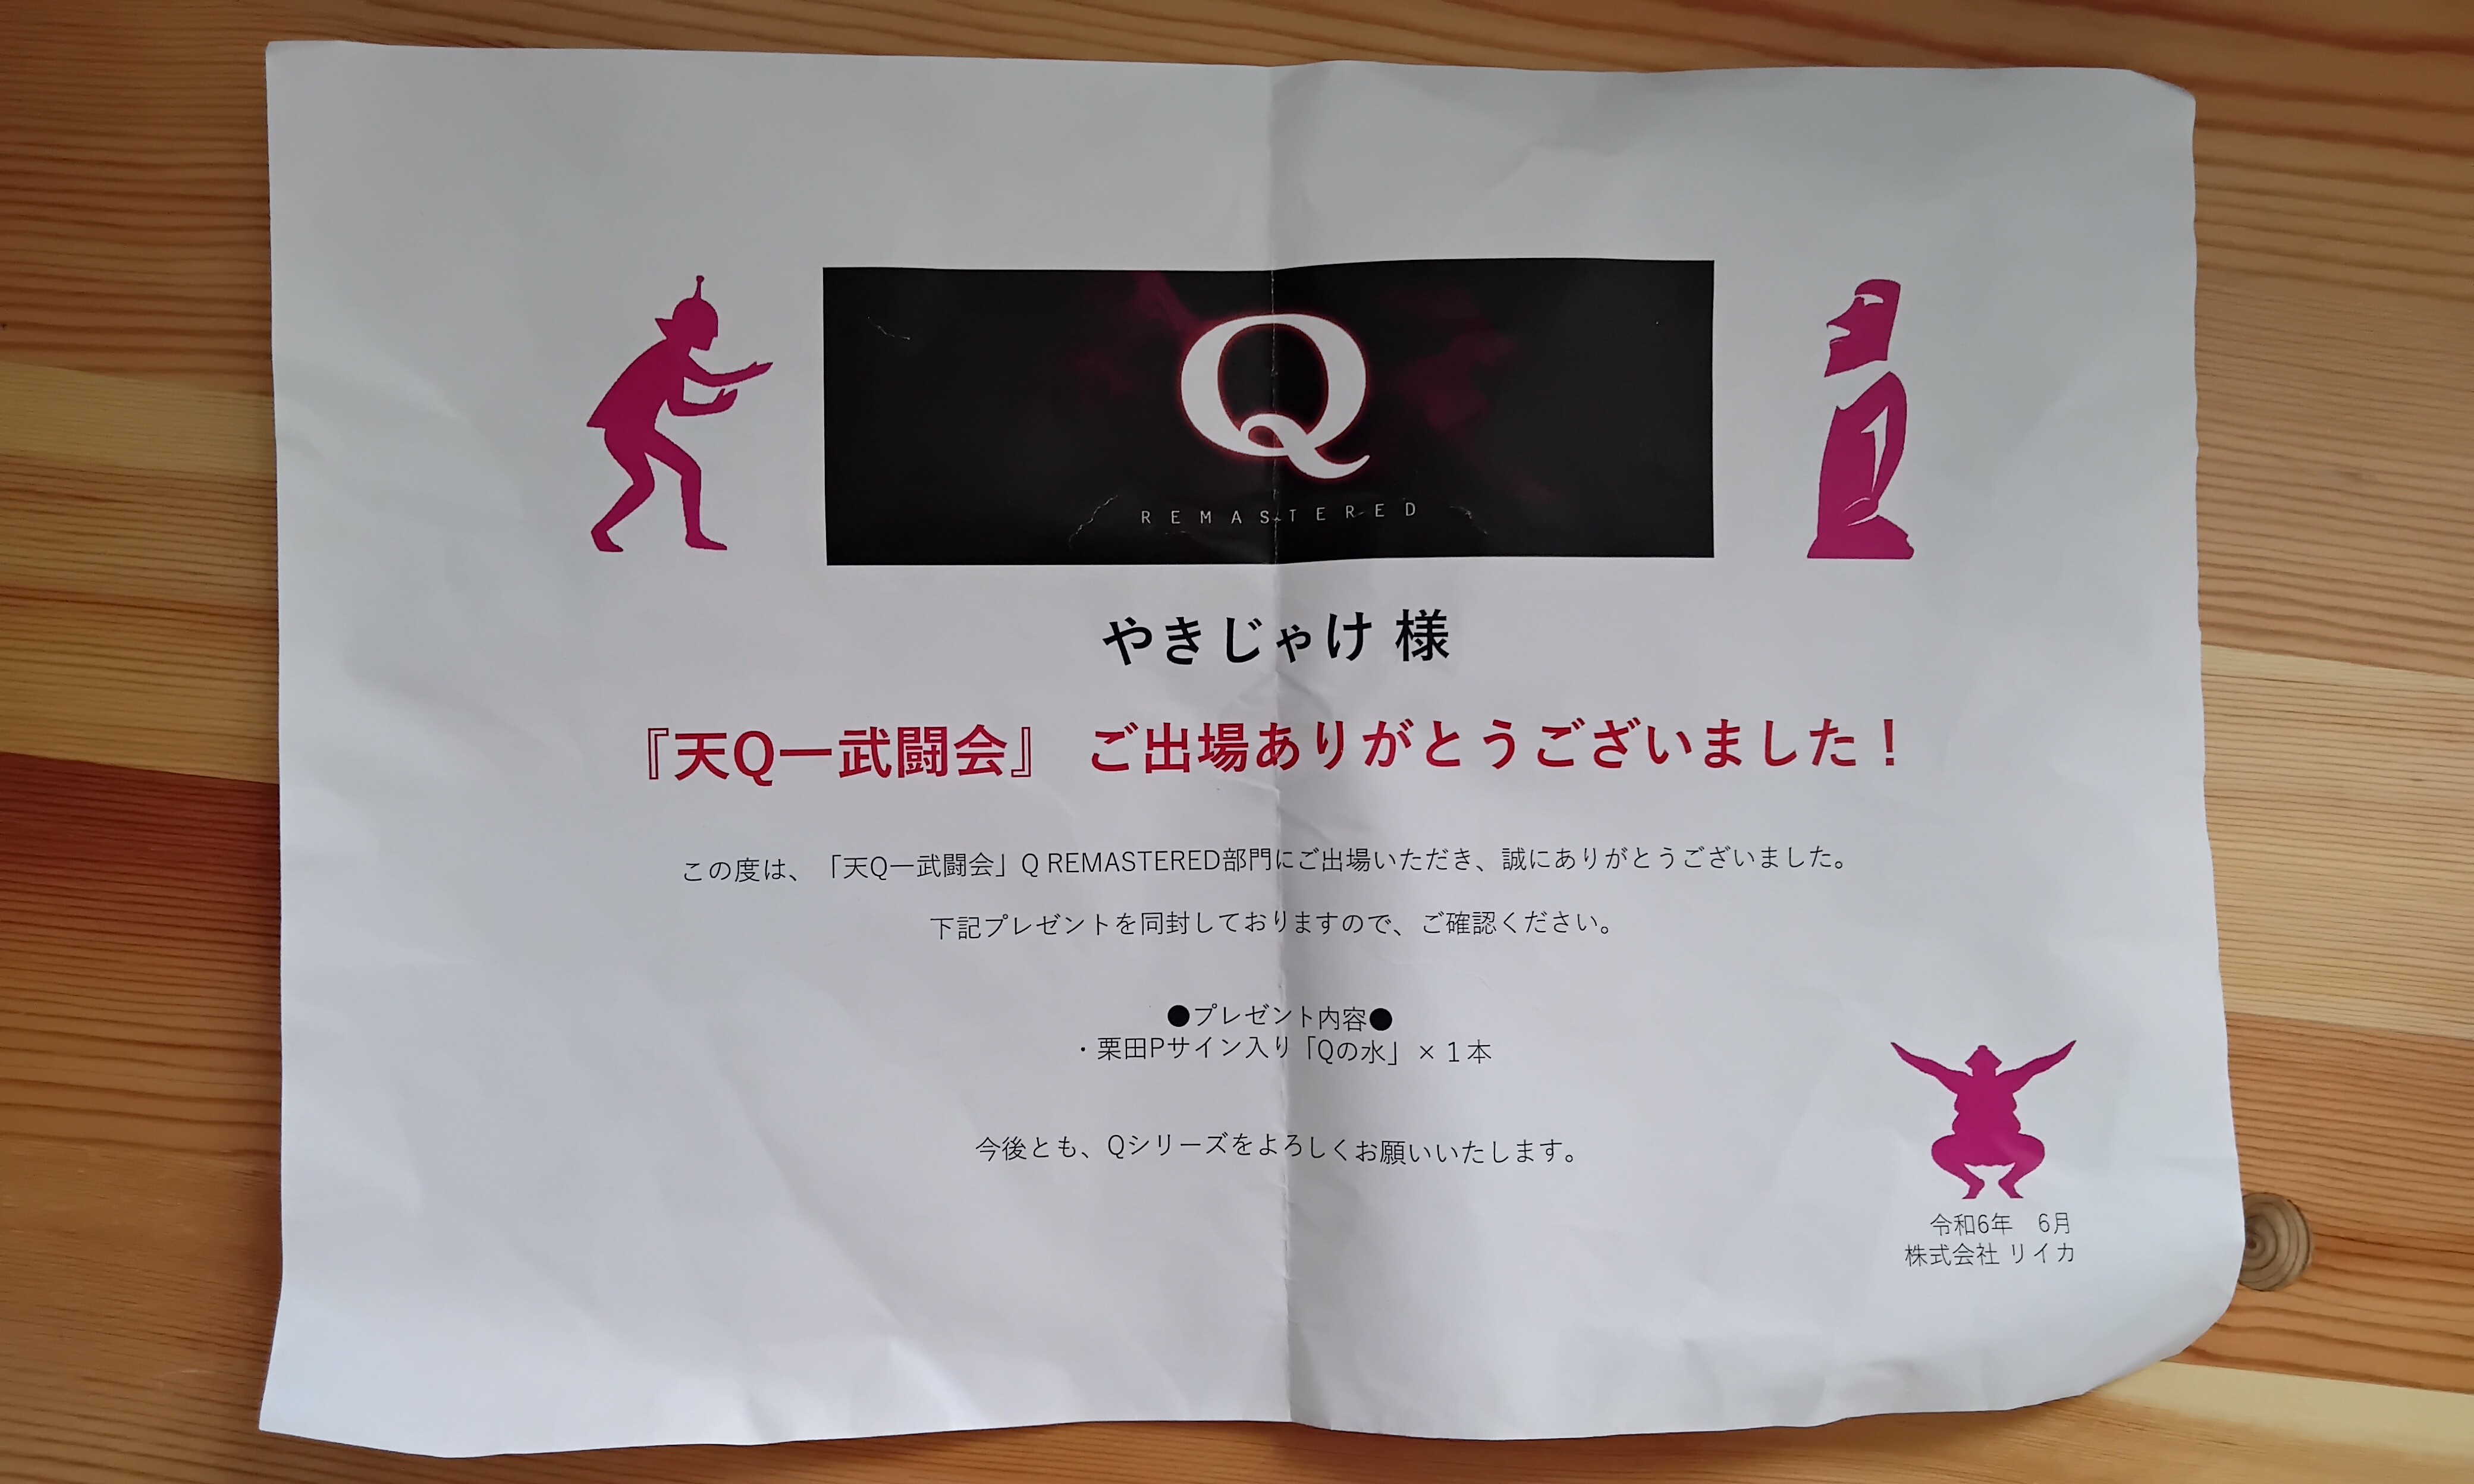 Q
REMASTERED
やきじゃけ 様
『天Q一武闘会』 ご出場ありがとうございました！
この度は、「天Q一武闘会」Q REMASTERED部門にご出場いただき、誠にありがとうございました。
下記プレゼントを同封しておりますので、ご確認ください。
●プレゼント内容●
・栗田Pサイン入り「Qの水」×１本
今後とも、Qシリーズをよろしくお願いいたします。
令和6年　6月
株式会社 リイカ